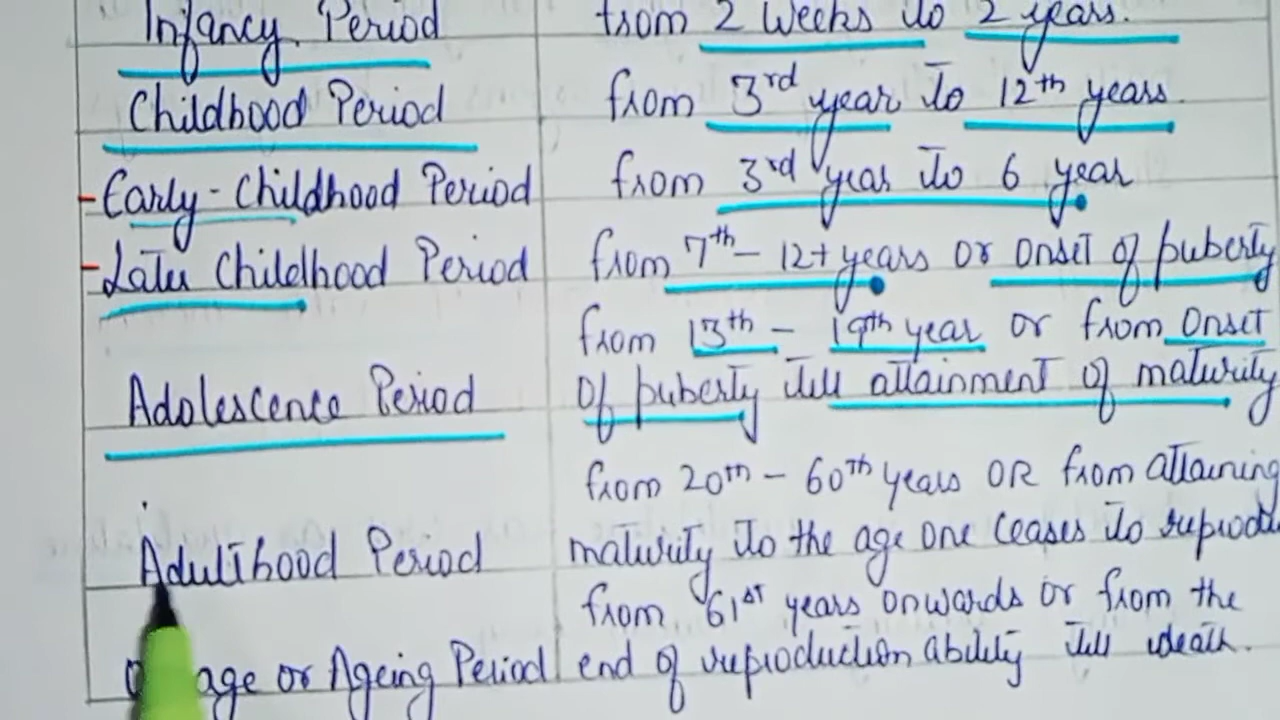 Infancy Period from 2 weeks to 2 years.
Childhood Period from 3rd year to 12th years.
- Early-Childhood Period from 3rd year to 6 year
- Later Childhood Period from 7th - 12+ years or onset of puberty
from 13th - 19th year or from onset
Adolescence Period of puberty till attainment of maturity
from 20th - 60th years OR from attaining
Adulthood Period maturity to the age one ceases to
from 61st years onwards or from the
age or Ageing Period end of reproduction ability till death.